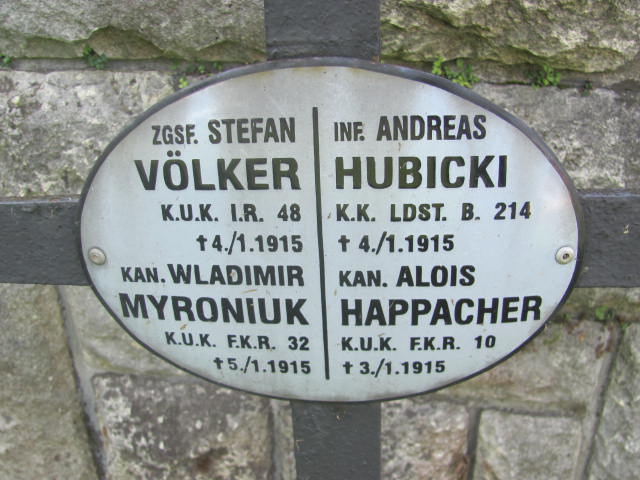 ZGSF. STEFAN
VÖLKER
K.U.K. I.R. 48
† 4./1.1915
KAN. WLADIMIR
MYRONIUK
K.U.K. F.K.R. 32
† 5./1.1915
INF. ANDREAS
HUBICKI
K.K. LDST. B. 214
† 4./1.1915
KAN. ALOIS
HAPPACHER
K.U.K. F.K.R. 10
† 3./1.1915